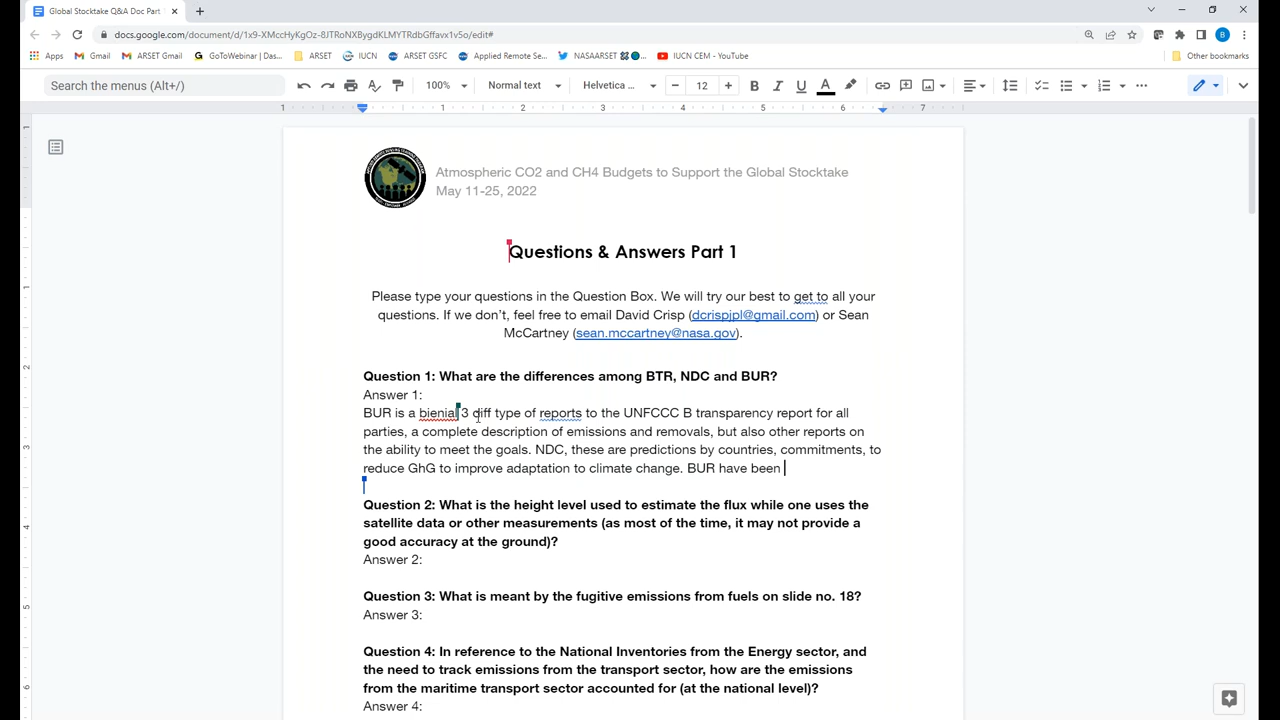 Global Stocktake Q&A Doc Part
docs.google.com/document/d/1x9-XMccHyKgOz-8JTRoNXBygdKLMYTRdbGffavx1v5o/edit#
Apps Gmail ARSET Gmail GoToWebinar | Das... ARSET IUCN ARSET GSFC Applied Remote Se... NASAARSET IUCN CEM - YouTube Other bookmarks
Search the menus (Alt+/) 100% Normal text Helvetica ... 12 B I U A
1 1 2 3 4 5 6 7
Atmospheric CO2 and CH4 Budgets to Support the Global Stocktake
May 11-25, 2022
Questions & Answers Part 1
Please type your questions in the Question Box. We will try our best to get to all your
questions. If we don't, feel free to email David Crisp (dcrispjpl@gmail.com) or Sean
McCartney (sean.mccartney@nasa.gov).
Question 1: What are the differences among BTR, NDC and BUR?
Answer 1:
BUR is a bienial 3 diff type of reports to the UNFCCC B transparency report for all
parties, a complete description of emissions and removals, but also other reports on
the ability to meet the goals. NDC, these are predictions by countries, commitments, to
reduce GhG to improve adaptation to climate change. BUR have been
Question 2: What is the height level used to estimate the flux while one uses the
satellite data or other measurements (as most of the time, it may not provide a
good accuracy at the ground)?
Answer 2:
Question 3: What is meant by the fugitive emissions from fuels on slide no. 18?
Answer 3:
Question 4: In reference to the National Inventories from the Energy sector, and
the need to track emissions from the transport sector, how are the emissions
from the maritime transport sector accounted for (at the national level)?
Answer 4: